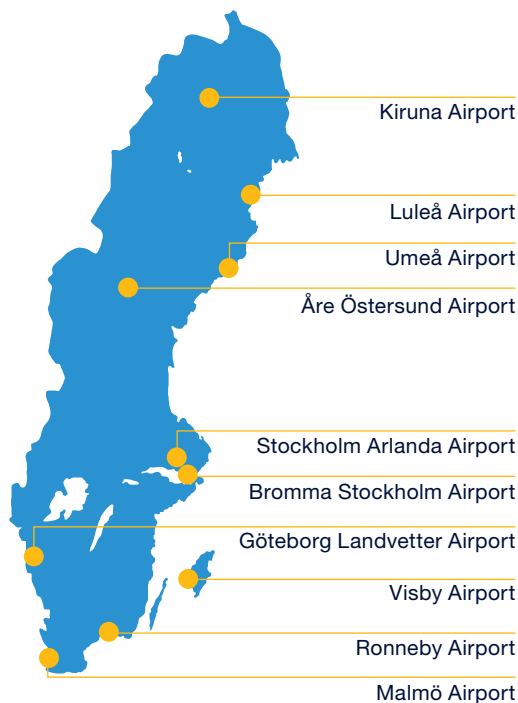 Kiruna Airport
Luleå Airport
Umeå Airport
Åre Östersund Airport
Stockholm Arlanda Airport
Bromma Stockholm Airport
Göteborg Landvetter Airport
Visby Airport
Ronneby Airport
Malmö Airport